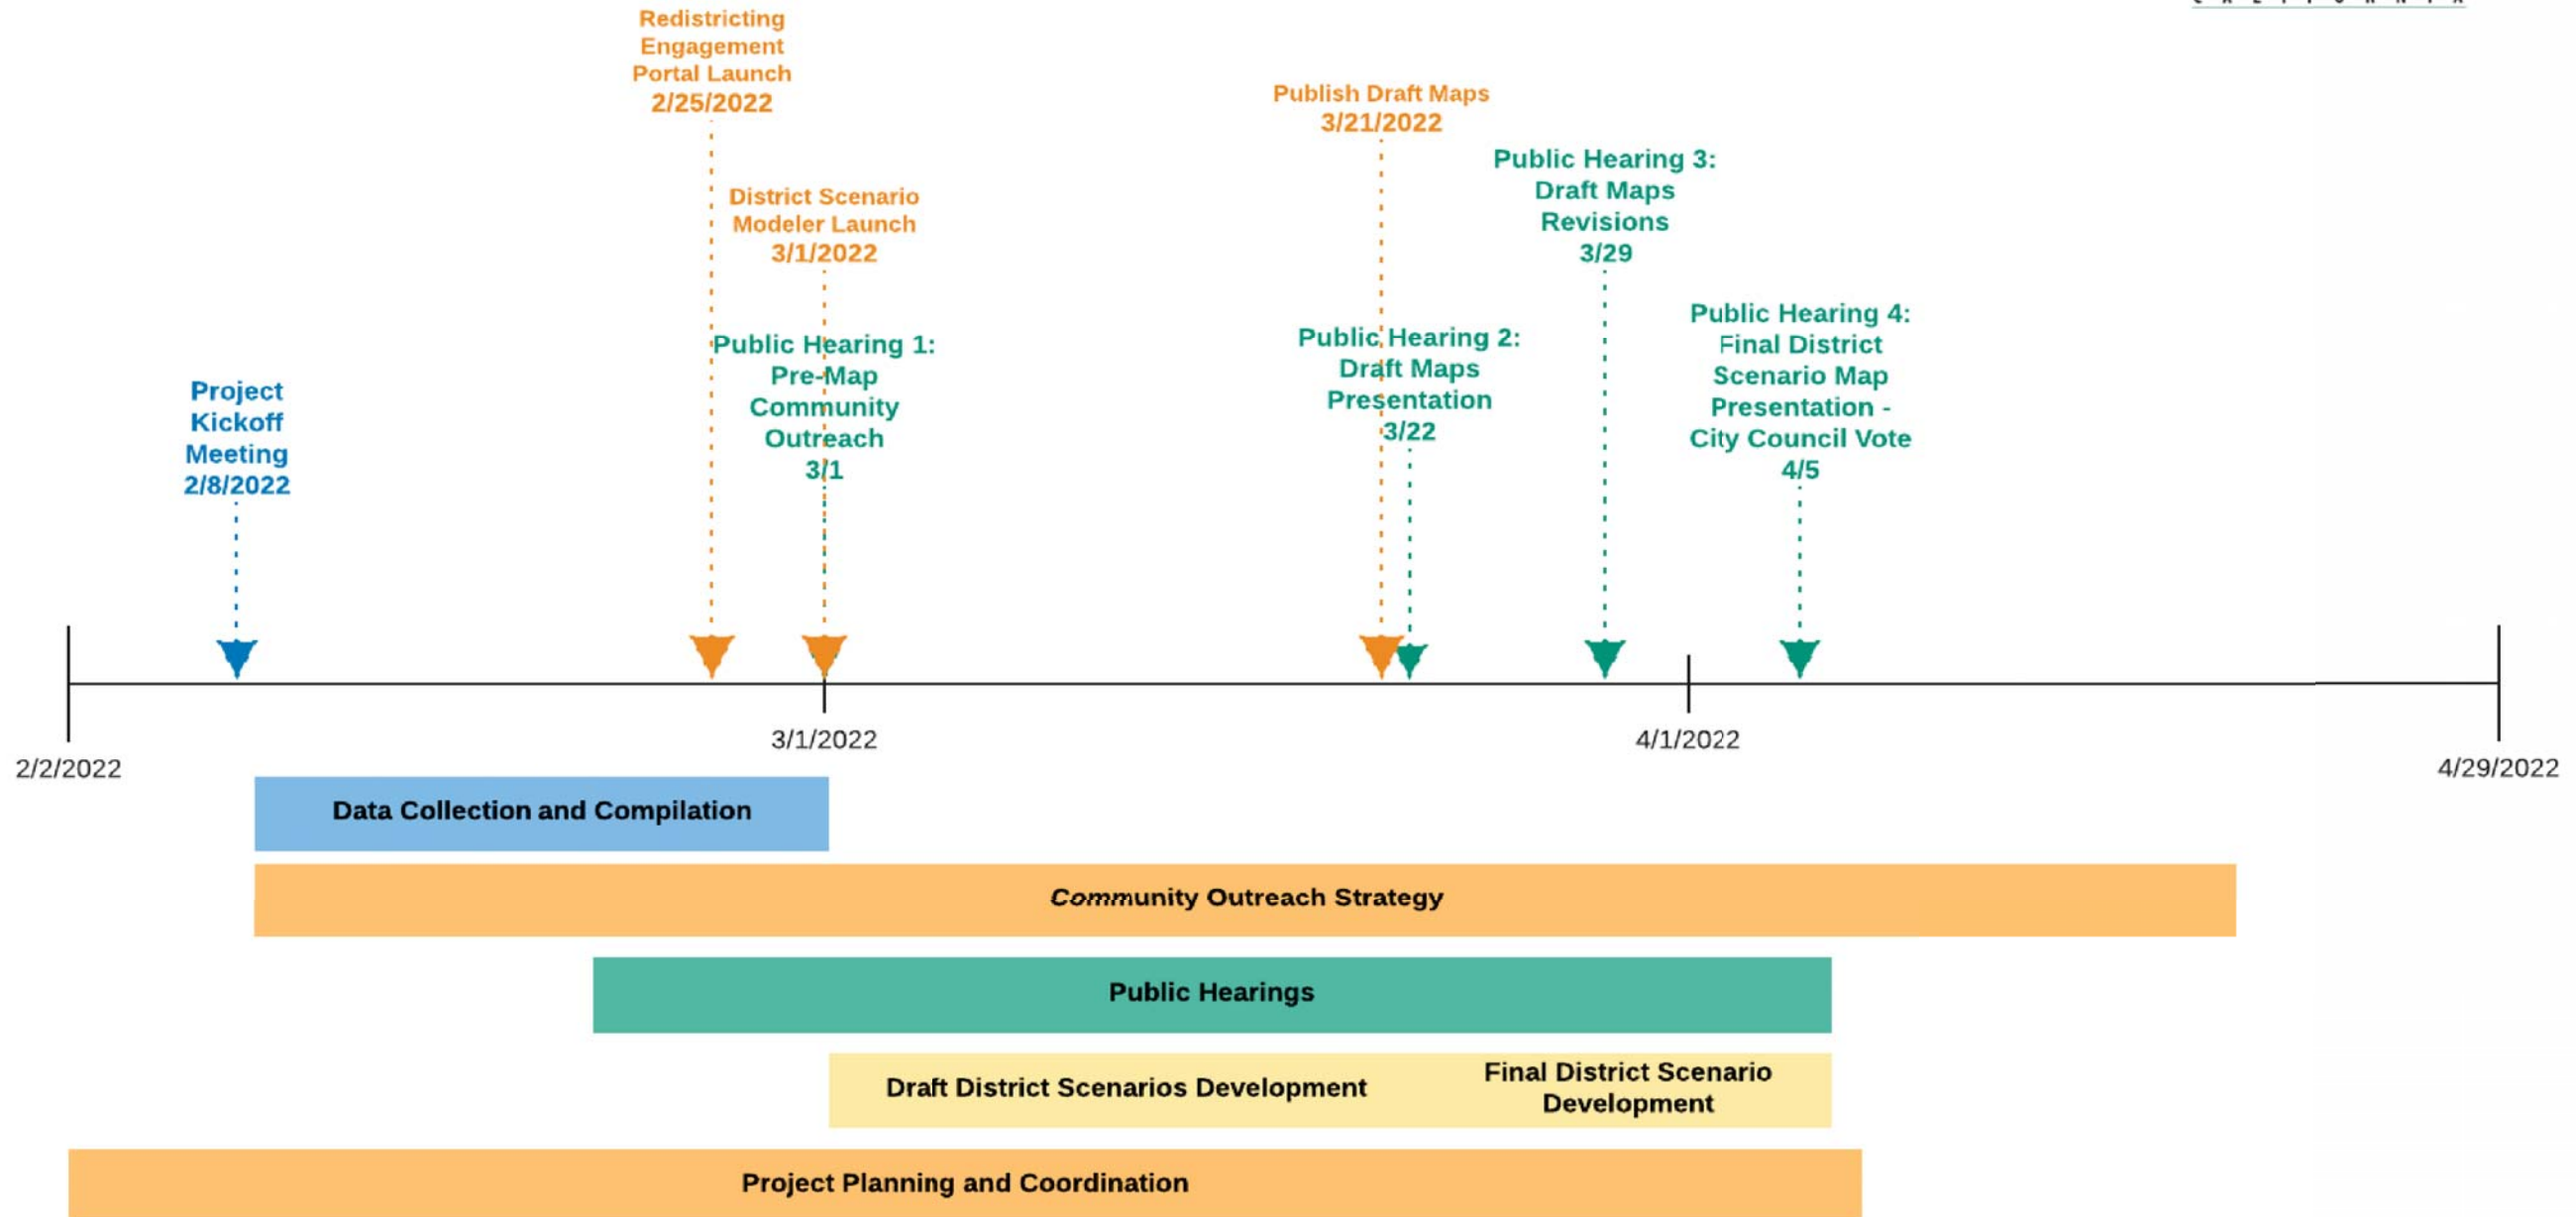 Redistricting
Engagement
Portal Launch
2/25/2022
Publish Draft Maps
3/21/2022
Public Hearing 3:
Draft Maps
Revisions
3/29
District Scenario
Modeler Launch
3/1/2022
Public Hearing 4:
Final District
Scenario Map
Presentation -
City Council Vote
4/5
Public Hearing 1:
Pre-Map
Community
Outreach
3/1
Public Hearing 2:
Draft Maps
Presentation
3/22
Project
Kickoff
Meeting
2/8/2022
2/2/2022
3/1/2022
4/1/2022
4/29/2022
Data Collection and Compilation
Community Outreach Strategy
Public Hearings
Draft District Scenarios Development
Final District Scenario
Development
Project Planning and Coordination